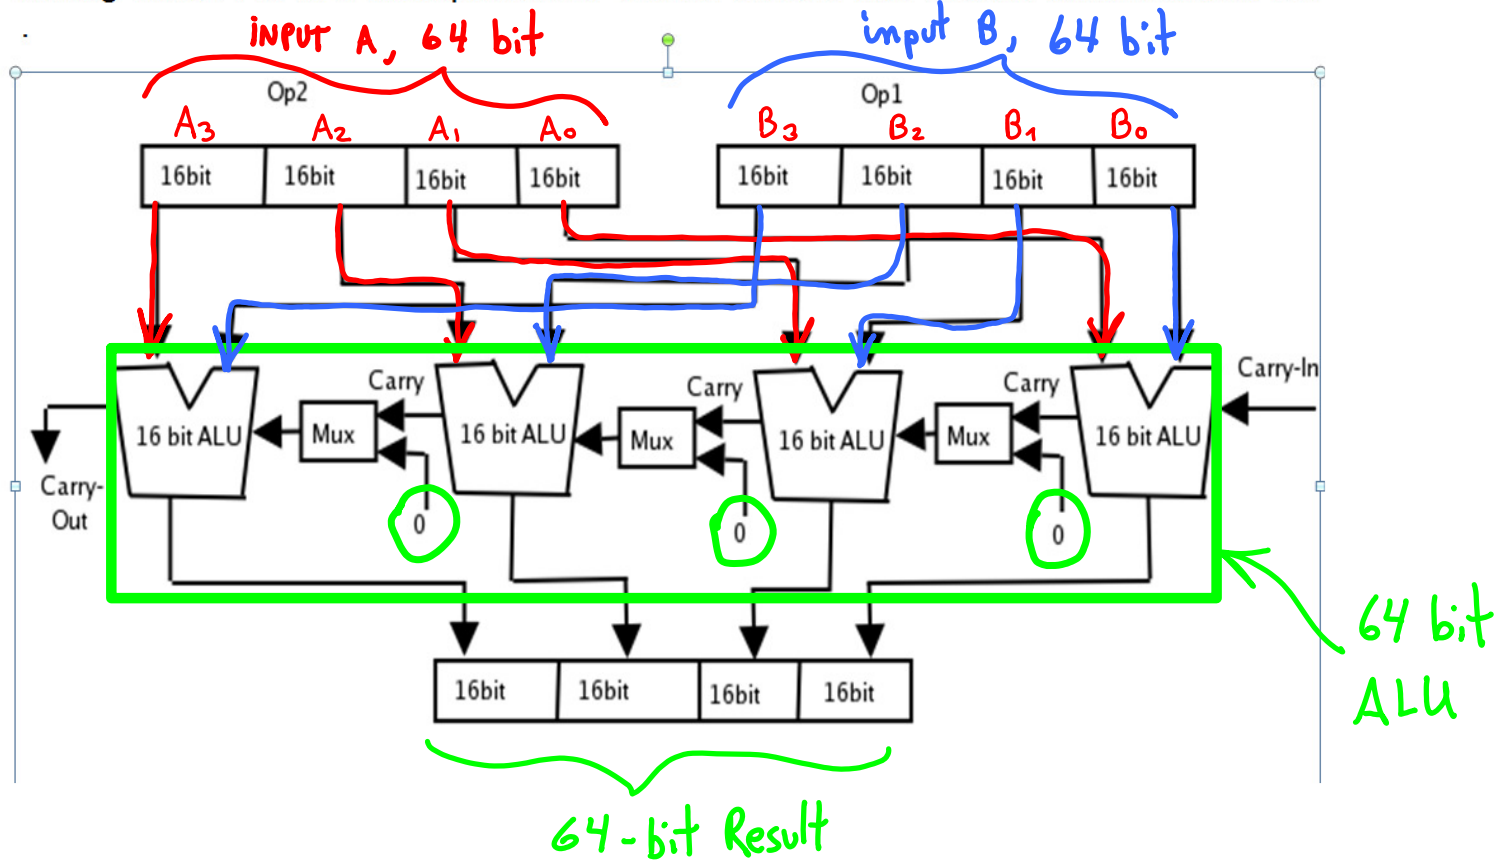 INPUT A, 64 bit
input B, 64 bit
Op2
Op1
A3 A2 A1 A0
B3 B2 B1 B0
16bit 16bit 16bit 16bit
16bit 16bit 16bit 16bit
Carry Carry Carry Carry-In
16 bit ALU Mux 16 bit ALU Mux 16 bit ALU Mux 16 bit ALU
Carry-
Out
0 0 0
64 bit
ALU
16bit 16bit 16bit 16bit
64-bit Result